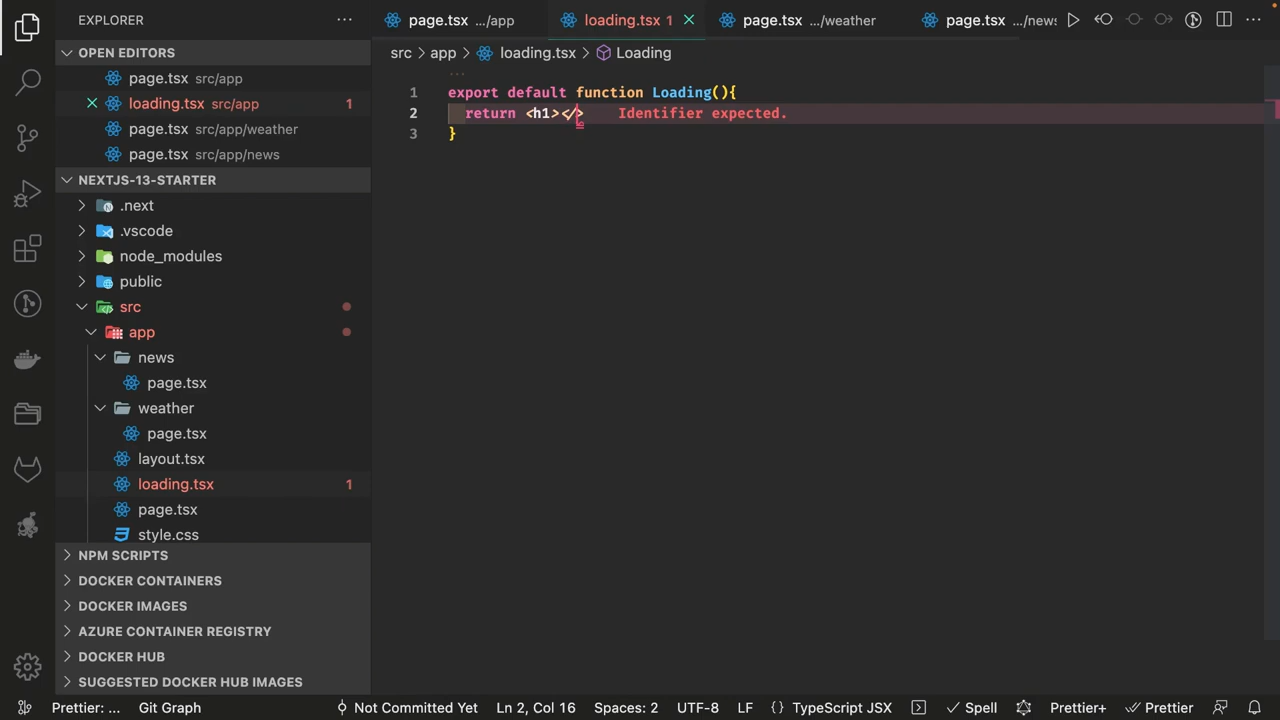 EXPLORER
OPEN EDITORS
page.tsx src/app
loading.tsx src/app 1
page.tsx src/app/weather
page.tsx src/app/news
NEXTJS-13-STARTER
.next
.vscode
node_modules
public
src
app
news
page.tsx
weather
page.tsx
layout.tsx
loading.tsx 1
page.tsx
style.css
NPM SCRIPTS
DOCKER CONTAINERS
DOCKER IMAGES
AZURE CONTAINER REGISTRY
DOCKER HUB
SUGGESTED DOCKER HUB IMAGES
page.tsx .../app loading.tsx 1 page.tsx .../weather page.tsx .../news
src > app > loading.tsx > Loading
1 export default function Loading(){
2 return <h1></> Identifier expected.
3 }
Prettier: ... Git Graph Not Committed Yet Ln 2, Col 16 Spaces: 2 UTF-8 LF {} TypeScript JSX Spell Prettier+ Prettier